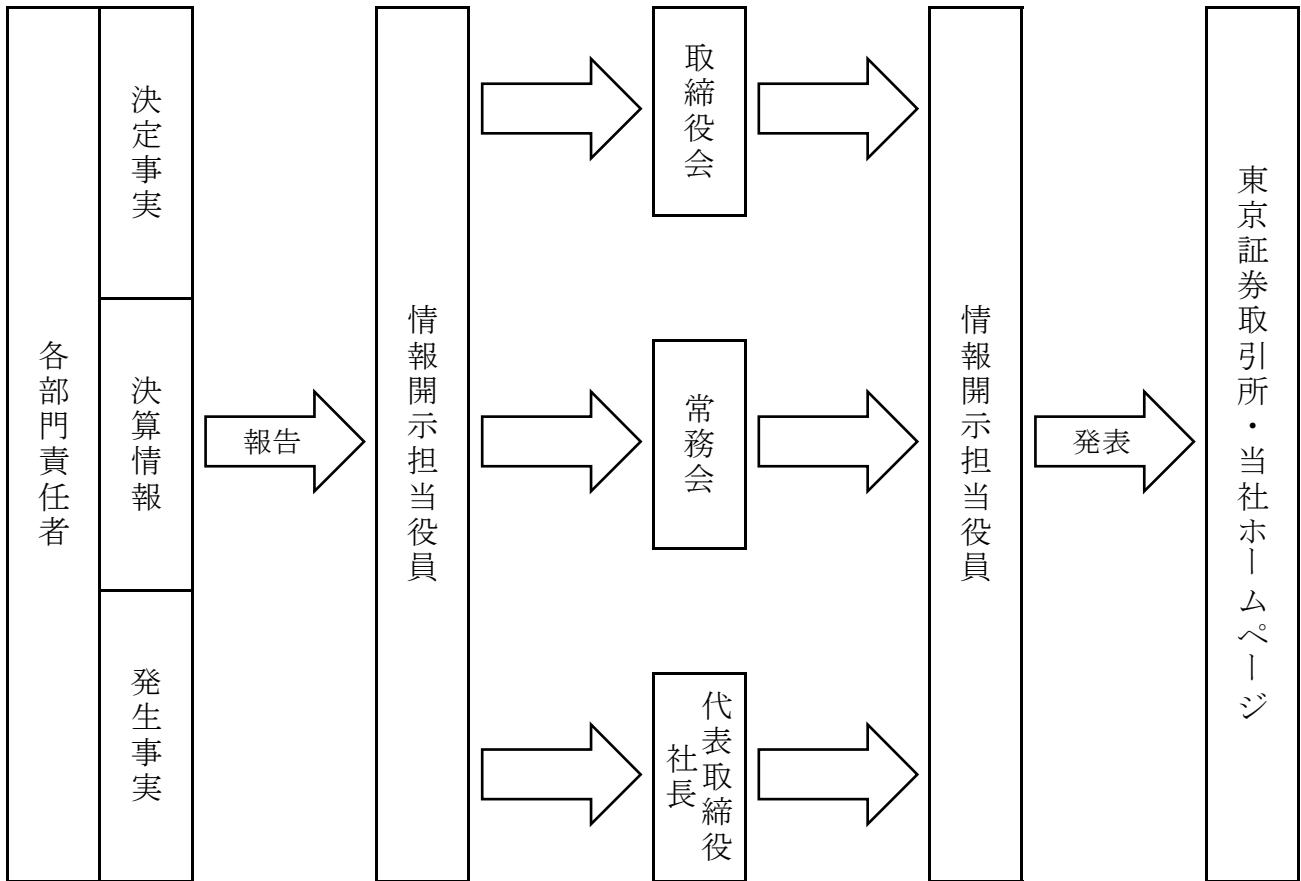 各部門責任者
決定事実
決算情報
発生事実
報告
情報開示担当役員
取締役会
常務会
代表取締役
社長
情報開示担当役員
発表
東京証券取引所・当社ホームページ